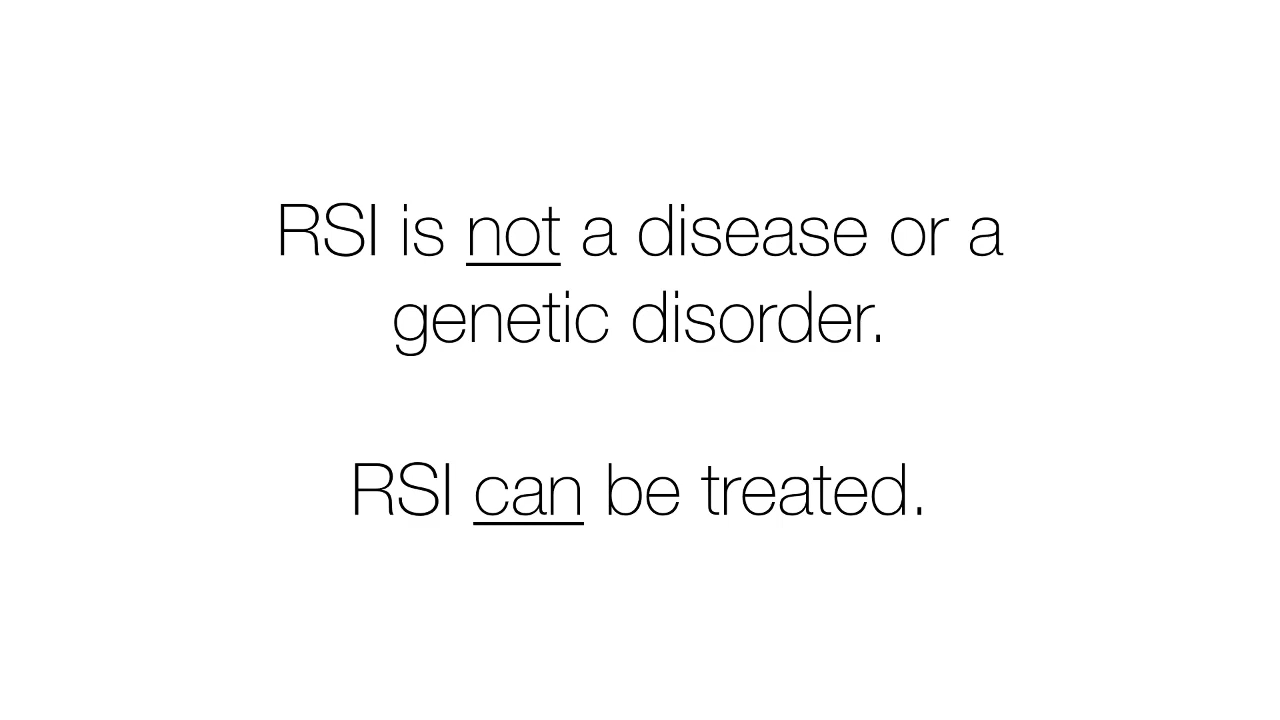 RSI is not a disease or a
genetic disorder.
RSI can be treated.